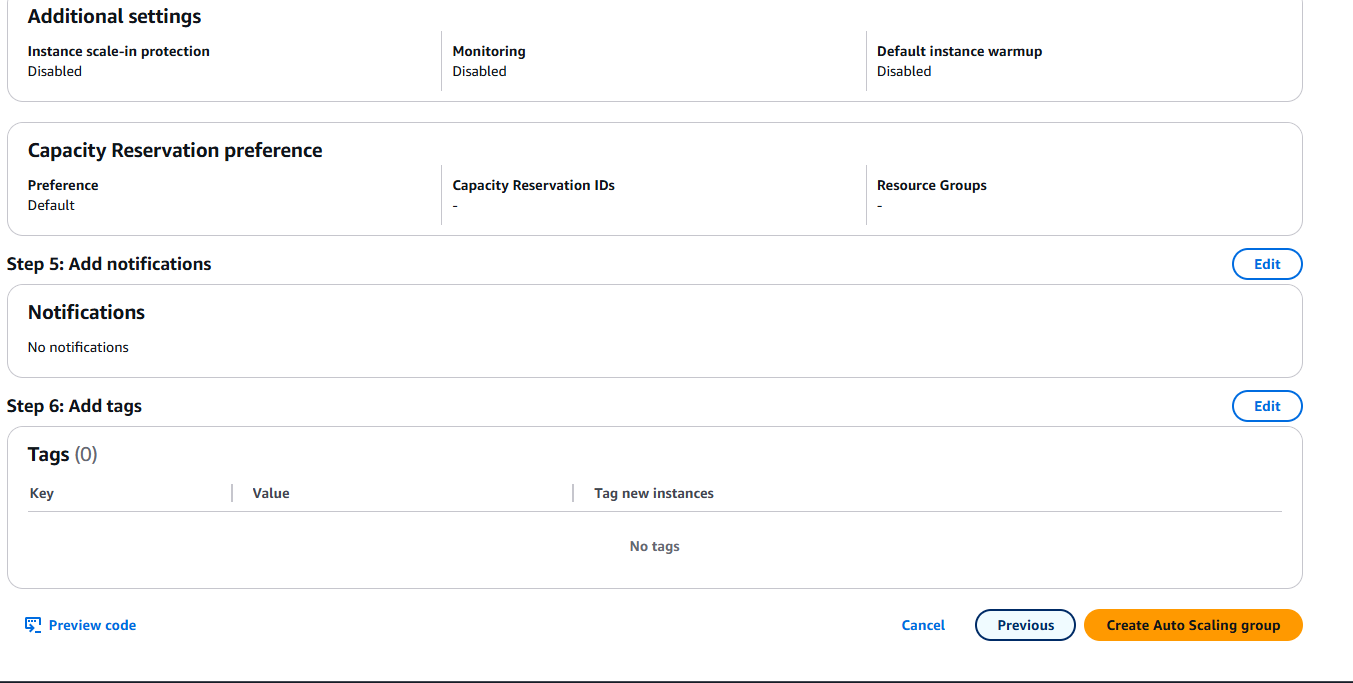 Additional settings
Instance scale-in protection
Disabled
Monitoring
Disabled
Default instance warmup
Disabled
Capacity Reservation preference
Preference
Default
Capacity Reservation IDs
-
Resource Groups
-
Step 5: Add notifications
Edit
Notifications
No notifications
Step 6: Add tags
Edit
Tags (0)
Key
Value
Tag new instances
No tags
Preview code
Cancel
Previous
Create Auto Scaling group